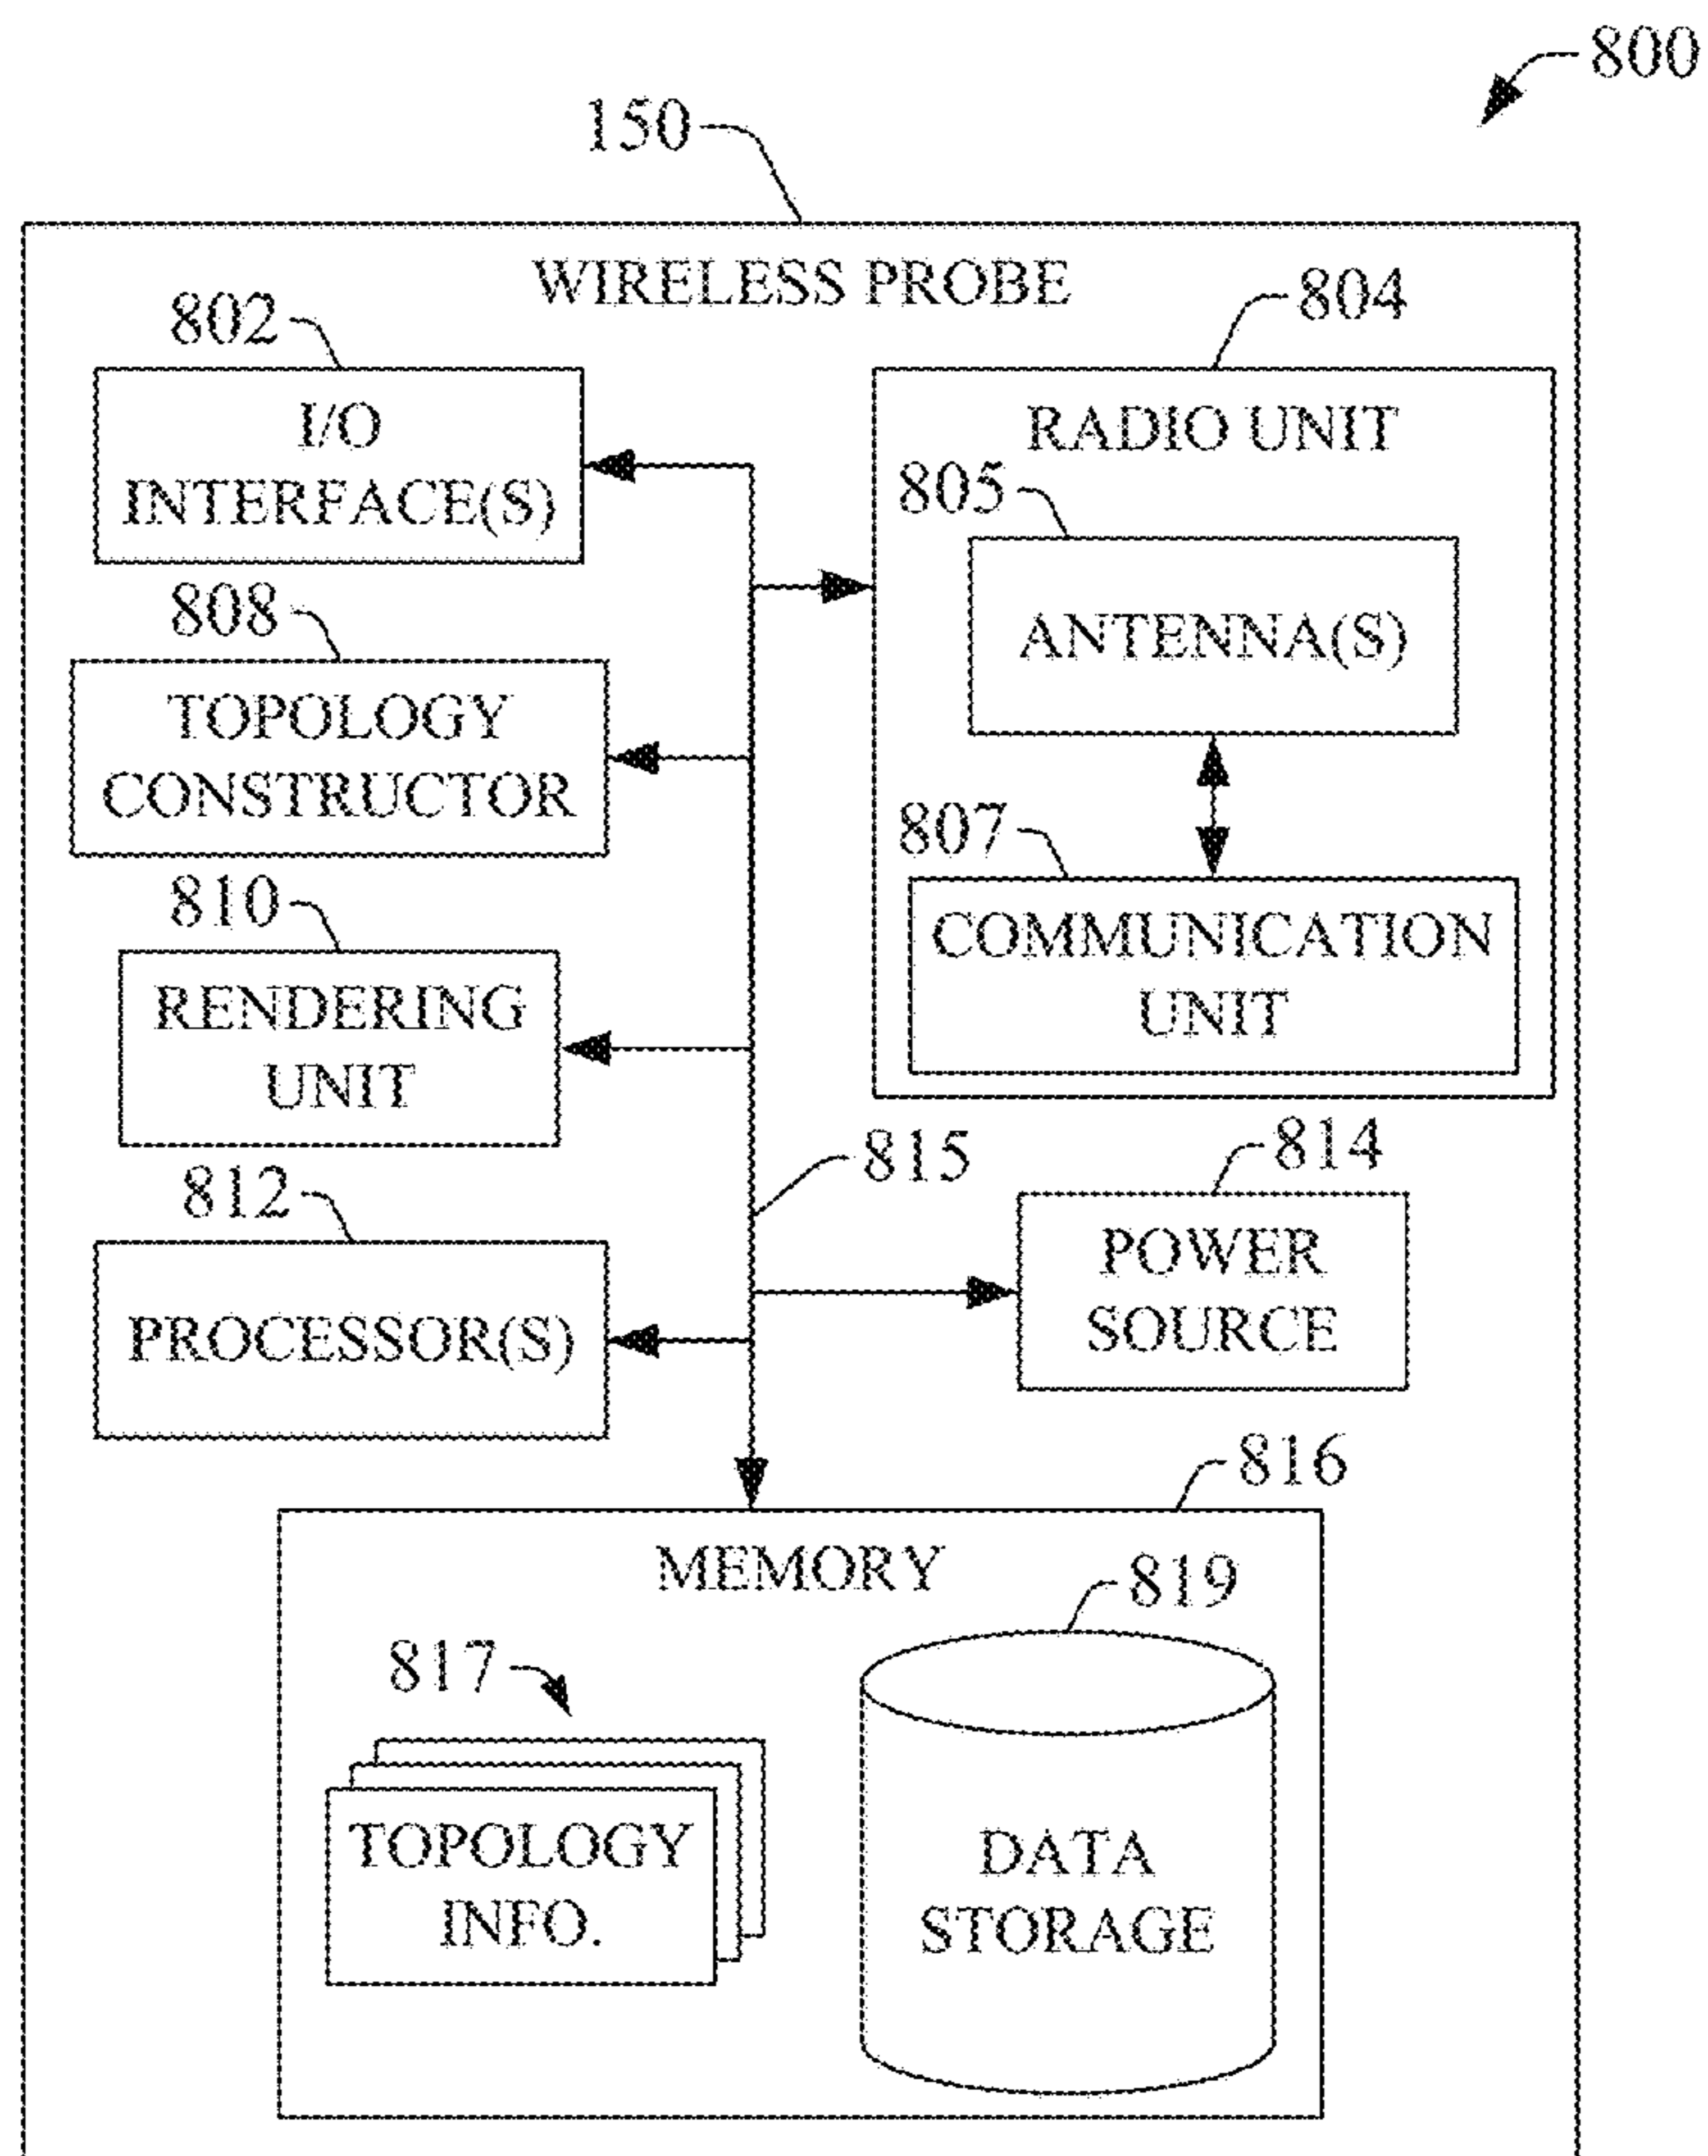 800
150
WIRELESS PROBE
802
804
I/O
INTERFACE(S)
RADIO UNIT
805
ANTENNA(S)
808
TOPOLOGY
CONSTRUCTOR
807
COMMUNICATION
UNIT
810
RENDERING
UNIT
815
814
POWER
SOURCE
812
PROCESSOR(S)
816
MEMORY
819
817
TOPOLOGY
INFO.
DATA
STORAGE